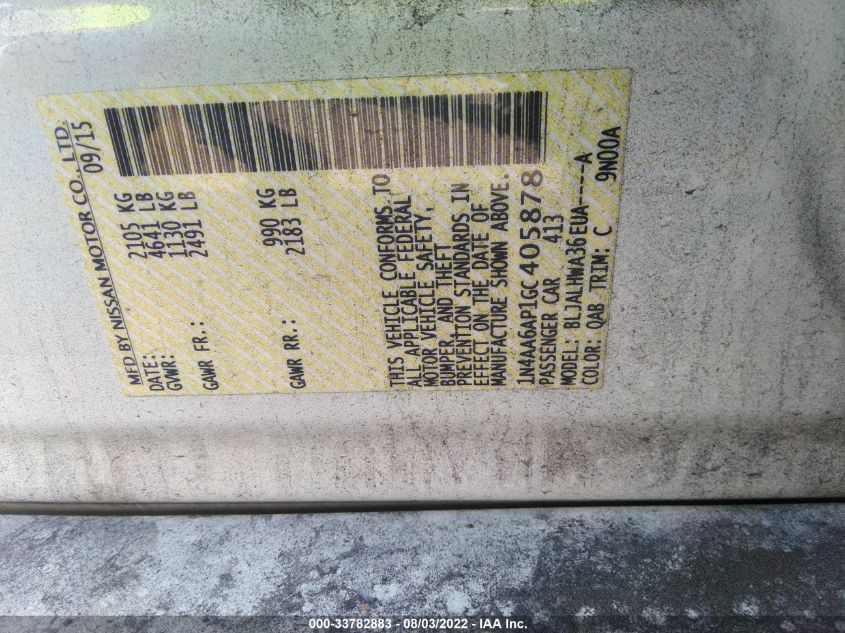 MFD BY NISSAN MOTOR CO., LTD.
DATE: 09/15
GVWR: 2105 KG
4641 LB
GAWR FR.: 1130 KG
2491 LB
GAWR RR.: 990 KG
2183 LB
THIS VEHICLE CONFORMS TO
ALL APPLICABLE FEDERAL
MOTOR VEHICLE SAFETY,
BUMPER, AND THEFT
PREVENTION STANDARDS IN
EFFECT ON THE DATE OF
MANUFACTURE SHOWN ABOVE.
1N4AA6AP1GC405878
PASSENGER CAR 413
MODEL: BLJALHWA36EUA-----A
COLOR: QAB TRIM: C 9N00A
000-33782883 - 08/03/2022 - IAA Inc.